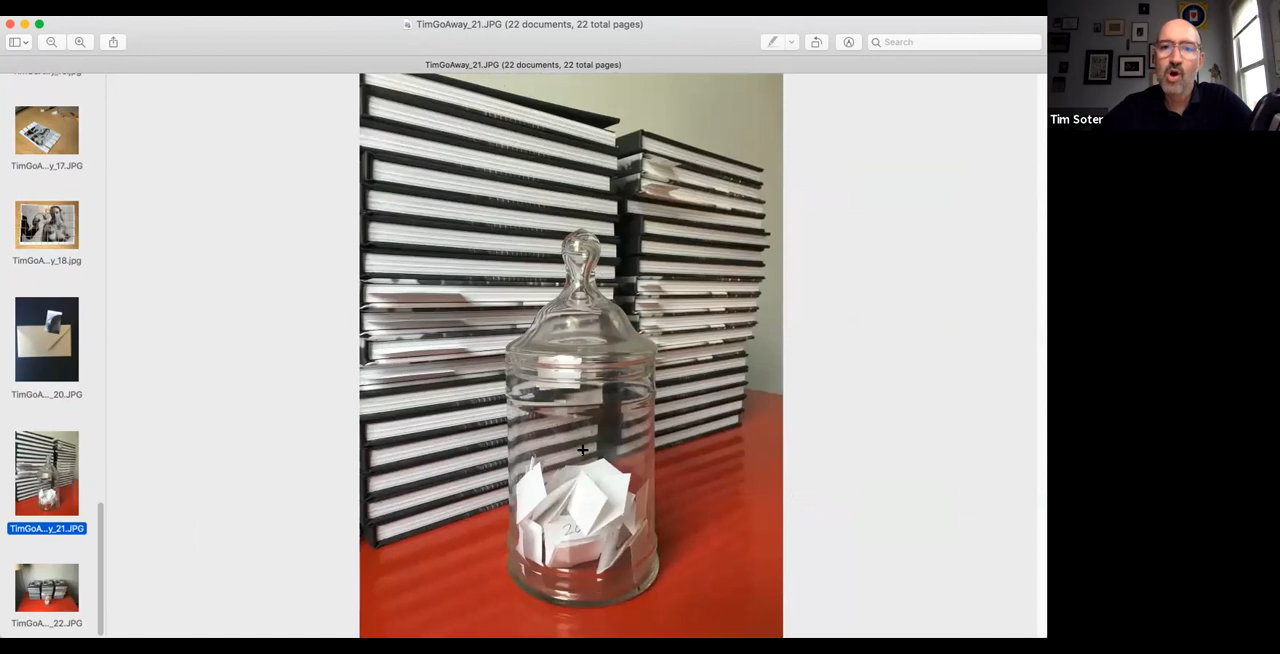 TimGoAway_21.JPG (22 documents, 22 total pages)
Search
TimGoAway_21.JPG (22 documents, 22 total pages)
TimGoA...y_17.JPG
TimGoA...y_18.jpg
TimGoA..._20.JPG
TimGoA...y_21.JPG
TimGoA..._22.JPG
Tim Soter